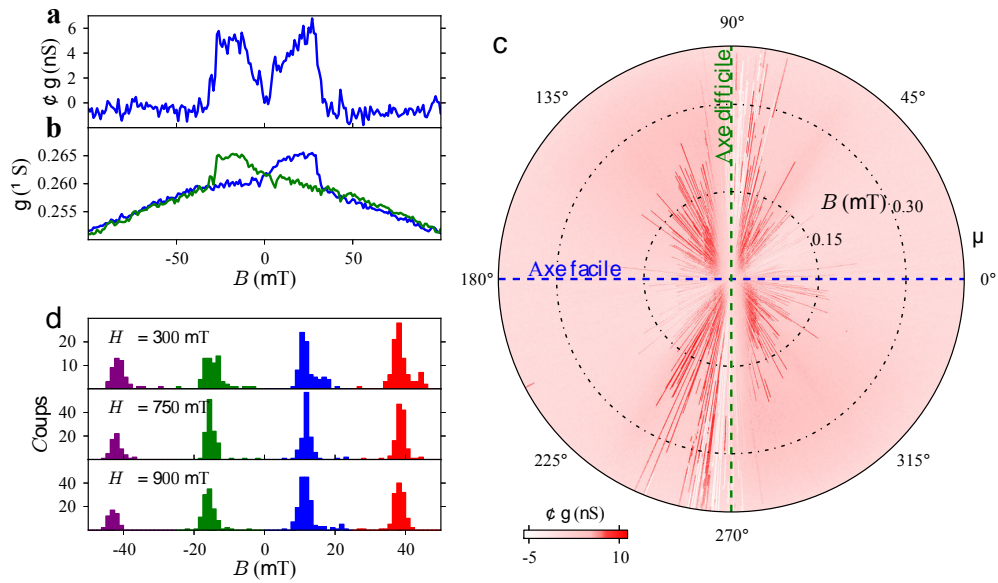 a
¢ g (nS)
6
4
2
0
b
g (¹ S)
0.265
0.260
0.255
-50
0
50
B (mT)
d
H = 300 mT
20
10
H = 750 mT
40
20
H = 900 mT
40
20
Coups
-40
-20
0
20
40
B (mT)
c
90°
135°
45°
Axe difficile
B (mT)
0.30
0.15
µ
180°
Axe facile
0°
225°
315°
270°
¢ g (nS)
-5
10